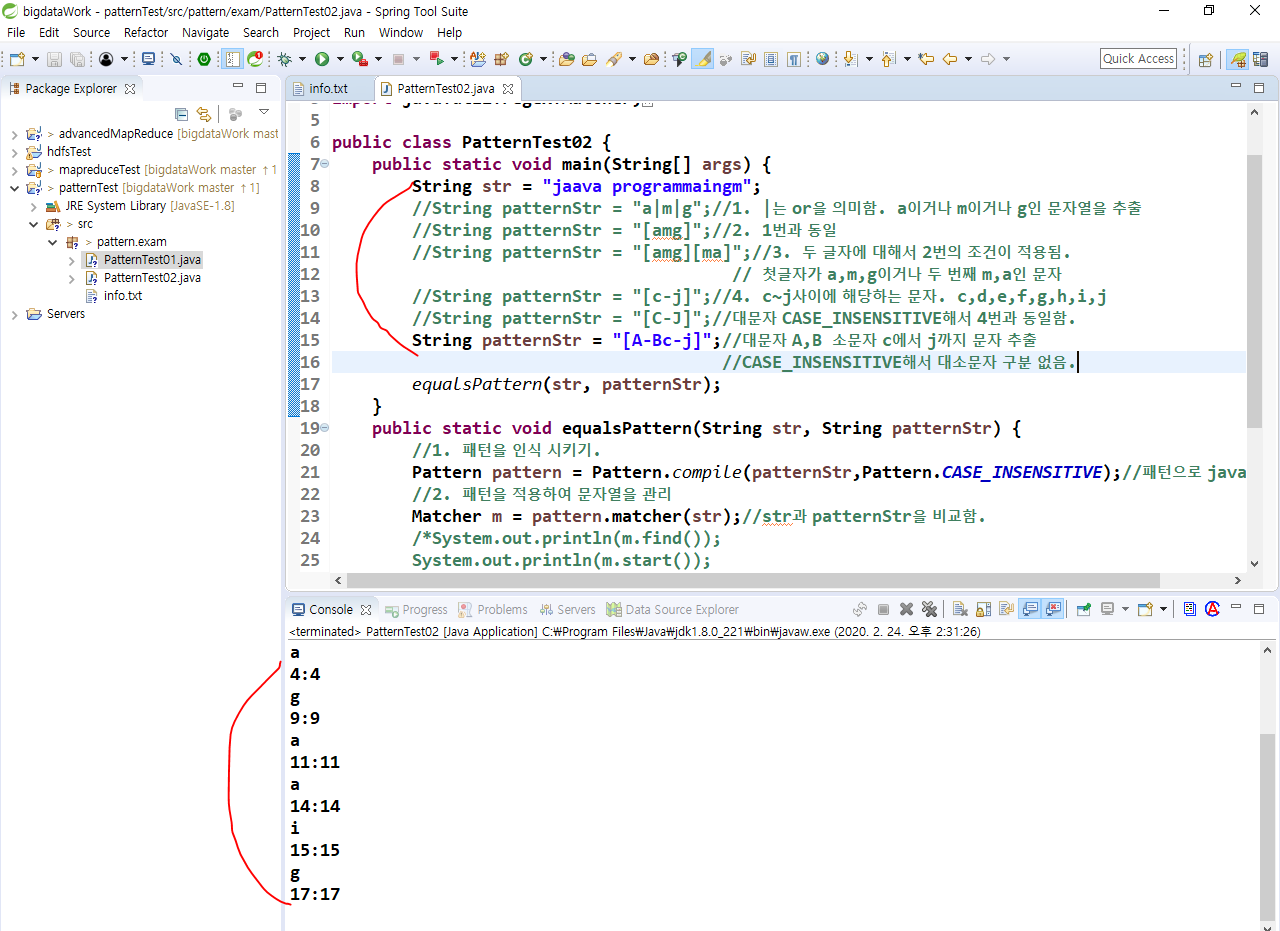 bigdataWork - patternTest/src/pattern/exam/PatternTest02.java - Spring Tool Suite
File Edit Source Refactor Navigate Search Project Run Window Help
Quick Access
Package Explorer
> advancedMapReduce [bigdataWork mast
hdfsTest
> mapreduceTest [bigdataWork master ↑1
> patternTest [bigdataWork master ↑1]
JRE System Library [JavaSE-1.8]
> src
> pattern.exam
PatternTest01.java
PatternTest02.java
info.txt
Servers
info.txt PatternTest02.java
5
6 public class PatternTest02 {
7 public static void main(String[] args) {
8 String str = "jaava programmaingm";
9 //String patternStr = "a|m|g";//1. |는 or을 의미함. a이거나 m이거나 g인 문자열을 추출
10 //String patternStr = "[amg]";//2. 1번과 동일
11 //String patternStr = "[amg][ma]";//3. 두 글자에 대해서 2번의 조건이 적용됨.
12 // 첫글자가 a,m,g이거나 두 번째 m,a인 문자
13 //String patternStr = "[c-j]";//4. c~j사이에 해당하는 문자. c,d,e,f,g,h,i,j
14 //String patternStr = "[C-J]";//대문자 CASE_INSENSITIVE해서 4번과 동일함.
15 String patternStr = "[A-Bc-j]";//대문자 A,B 소문자 c에서 j까지 문자 추출
16 //CASE_INSENSITIVE해서 대소문자 구분 없음.
17 equalsPattern(str, patternStr);
18 }
19 public static void equalsPattern(String str, String patternStr) {
20 //1. 패턴을 인식 시키기.
21 Pattern pattern = Pattern.compile(patternStr,Pattern.CASE_INSENSITIVE);//패턴으로 java
22 //2. 패턴을 적용하여 문자열을 관리
23 Matcher m = pattern.matcher(str);//str과 patternStr을 비교함.
24 /*System.out.println(m.find());
25 System.out.println(m.start());
Console Progress Problems Servers Data Source Explorer
<terminated> PatternTest02 [Java Application] C:₩Program Files₩Java₩jdk1.8.0_221₩bin₩javaw.exe (2020. 2. 24. 오후 2:31:26)
a
4:4
g
9:9
a
11:11
a
14:14
i
15:15
g
17:17